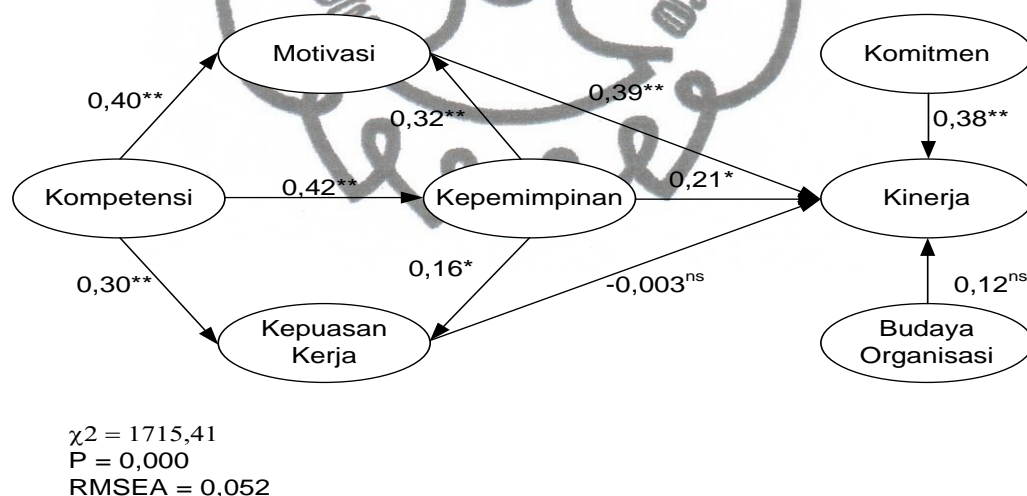 Motivasi
Komitmen
0,40**
0,32**
0,39**
0,38**
Kompetensi
0,42**
Kepemimpinan
0,21*
Kinerja
0,30**
0,16*
-0,003ns
0,12ns
Kepuasan
Kerja
Budaya
Organisasi
χ2 = 1715,41
P = 0,000
RMSEA = 0,052